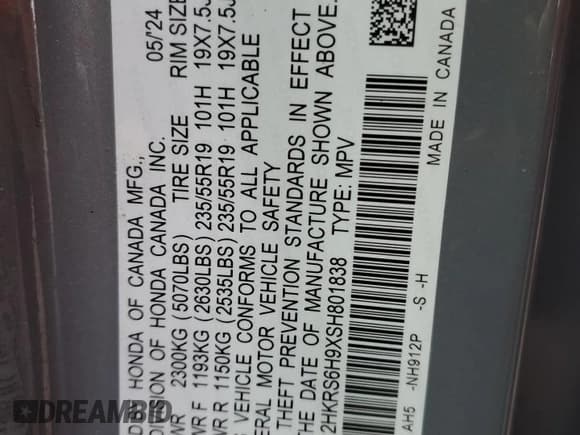 HONDA OF CANADA MFG., 05/'24
OF HONDA CANADA INC.
2300KG (5070LBS) TIRE SIZE RIM SIZE
F 1193KG (2630LBS) 235/55R19 101H 19X7.5J
R 1150KG (2535LBS) 235/55R19 101H 19X7.5J
VEHICLE CONFORMS TO ALL APPLICABLE
MOTOR VEHICLE SAFETY
THEFT PREVENTION STANDARDS IN EFFECT
THE DATE OF MANUFACTURE SHOWN ABOVE.
2HKRS6H9XSH801838 TYPE: MPV
AH5 -NH912P -S -H MADE IN CANADA
DREAMBID